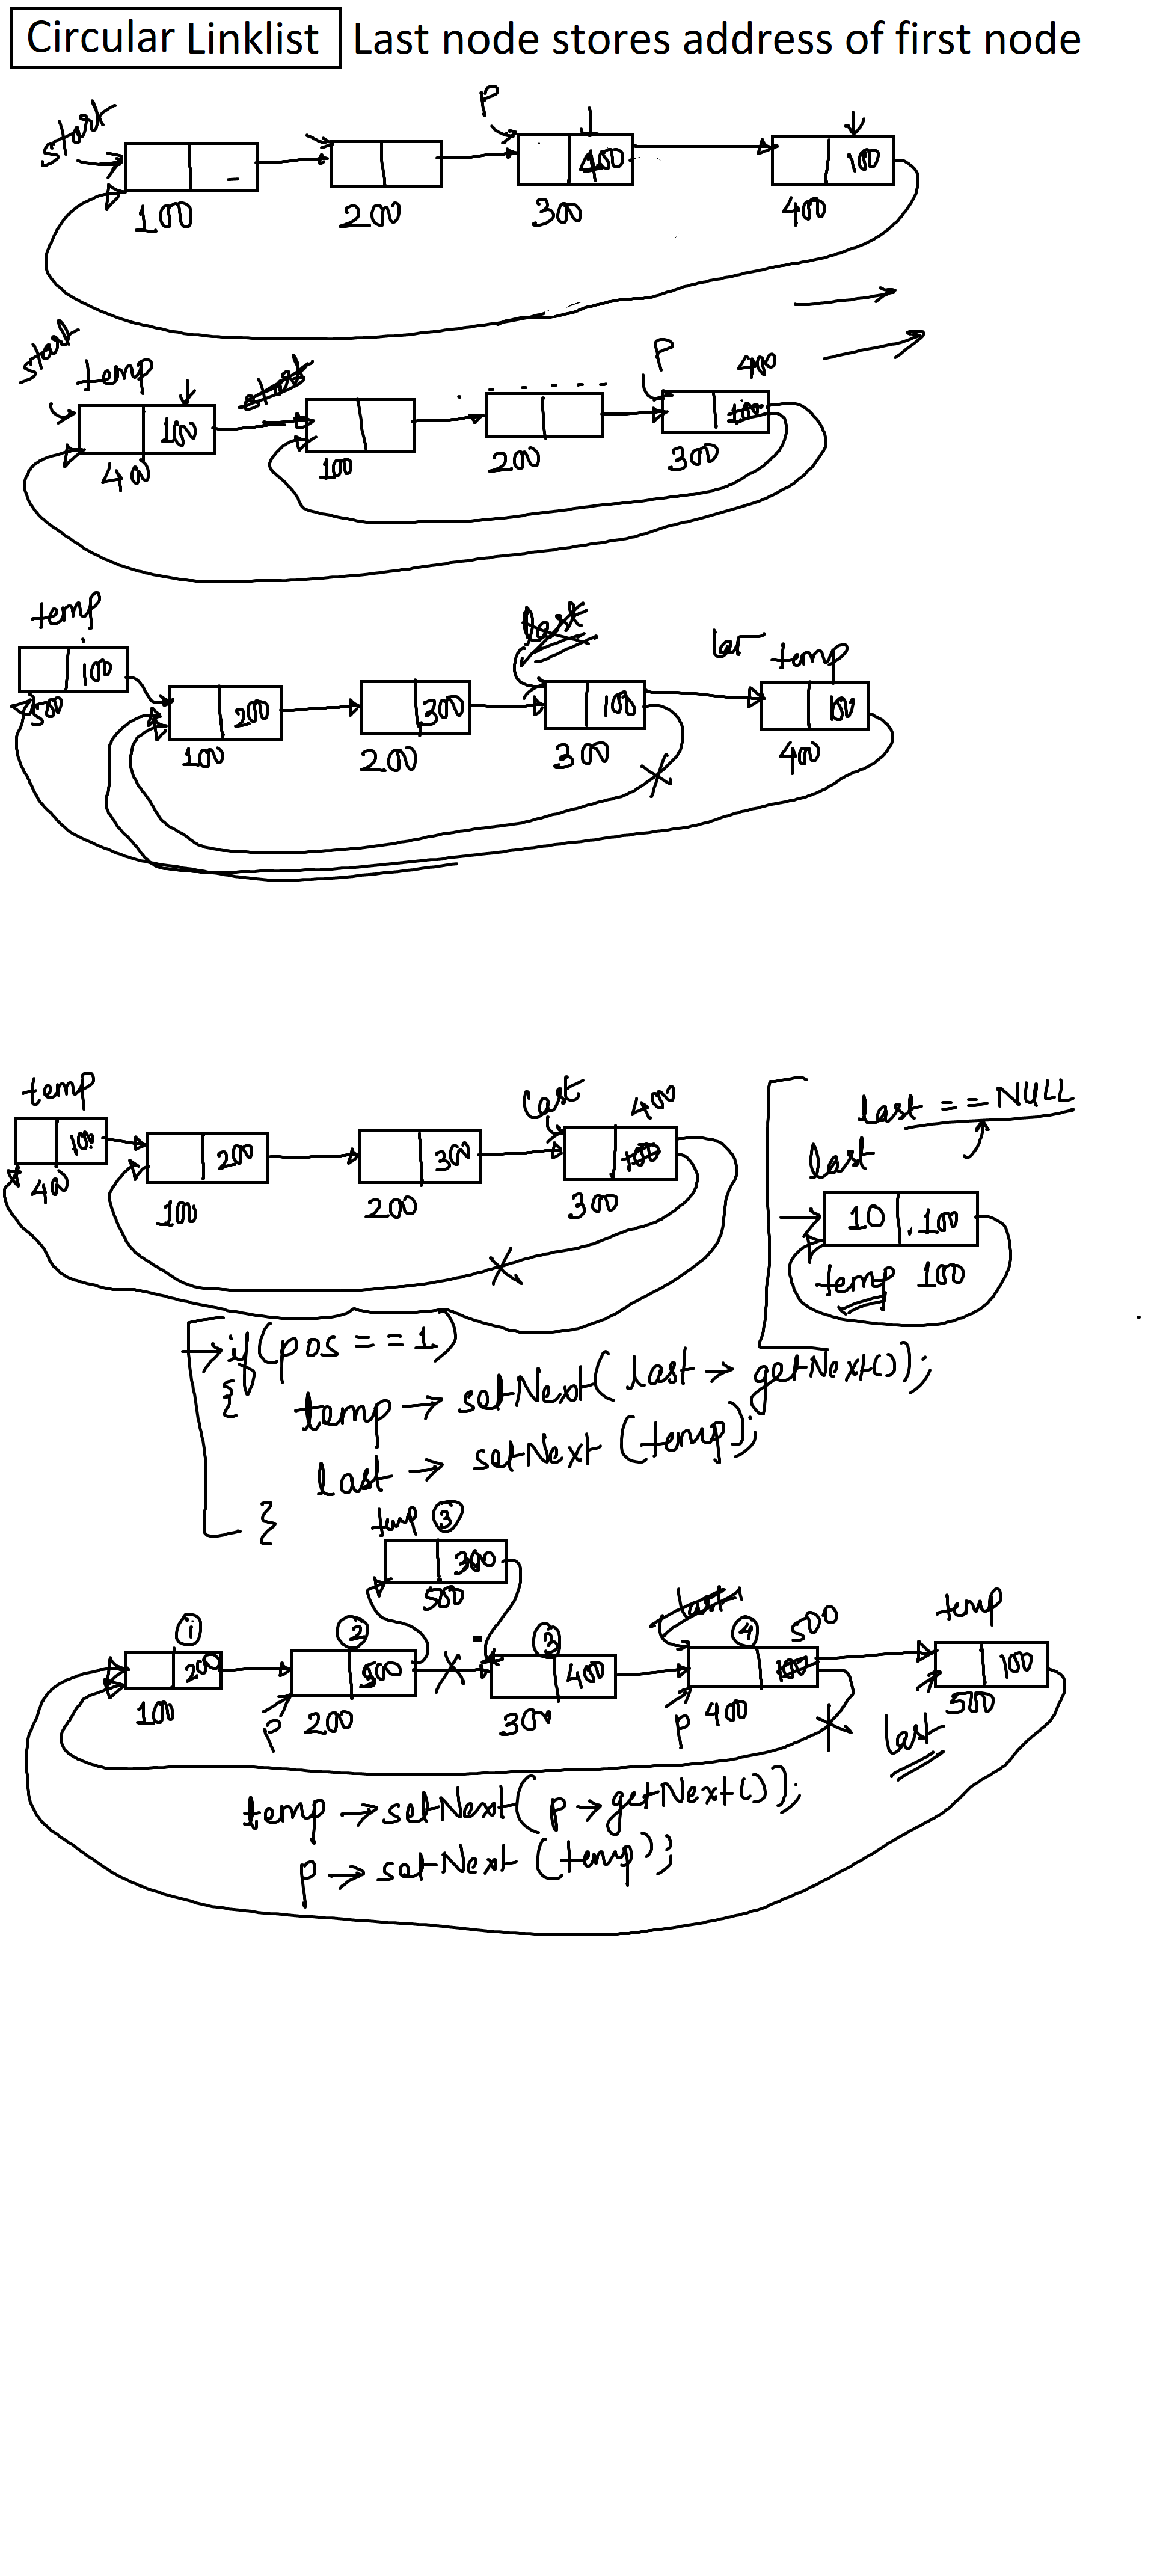 Circular Linklist Last node stores address of first node
start P
400 100
100 200 300 400
start temp start P 400
100 100
400 100 200 300
temp last temp
100 200 300 100 100
500 100 200 300 400
temp last 400
100 200 300 100
400 100 200 300
last == NULL
last
10 100
temp 100
if(pos == 1)
{
temp → setNext(last → getNext());
last → setNext(temp);
}
temp 3
300
500
1 2 3 last 4 500 temp
200 500 400 100 100
100 P 200 300 P 400 last 500
temp → setNext(p → getNext());
p → setNext(temp);